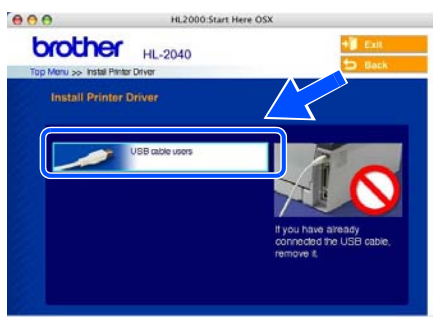 HL2000:Start Here OSX
brother HL-2040
Exit
Back
Top Menu >> Install Printer Driver
Install Printer Driver
USB cable users
If you have already
connected the USB cable,
remove it.